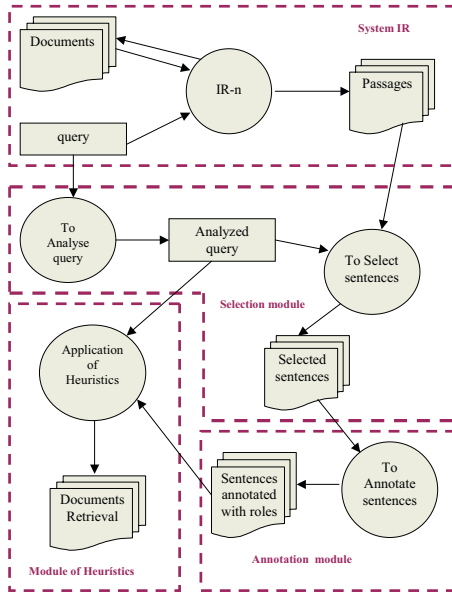 System IR
Documents
IR-n
Passages
query
To
Analyse
query
Analyzed
query
To Select
sentences
Selection module
Application
of
Heuristics
Selected
sentences
To
Annotate
sentences
Sentences
annotated
with roles
Documents
Retrieval
Annotation module
Module of Heurístics